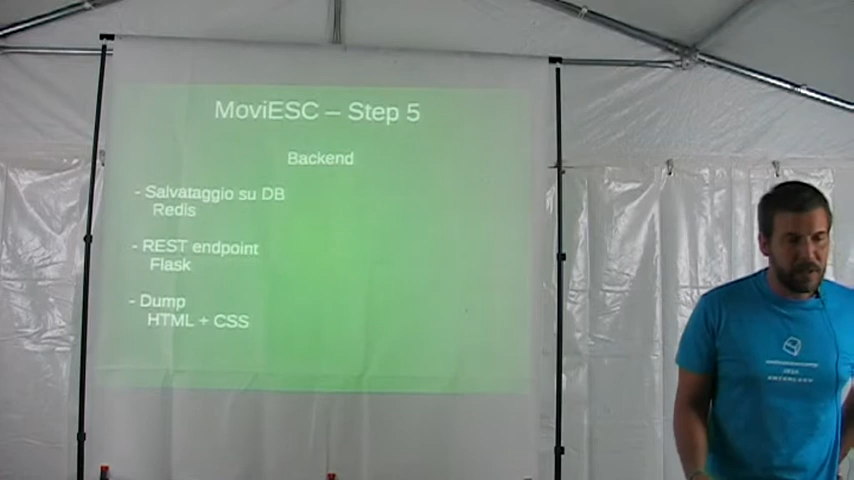 MoviESC – Step 5
Backend
- Salvataggio su DB
Redis
- REST endpoint
Flask
- Dump
HTML + CSS